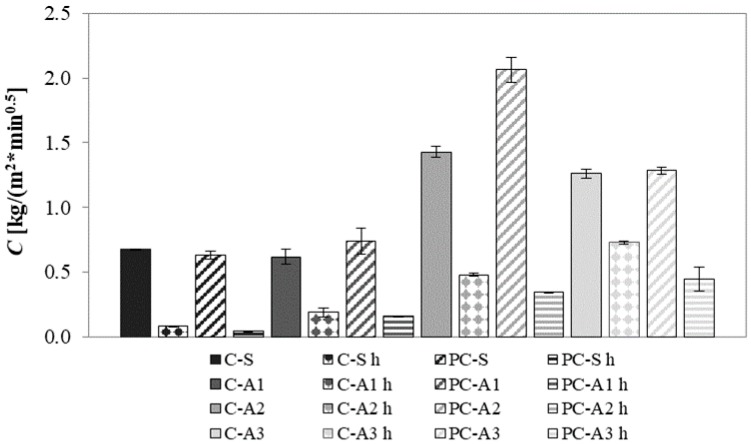 2.5
2.0
1.5
1.0
0.5
0.0
C [kg/(m²*min⁰·⁵]
C-S C-S h PC-S PC-S h
C-A1 C-A1 h PC-A1 PC-A1 h
C-A2 C-A2 h PC-A2 PC-A2 h
C-A3 C-A3 h PC-A3 PC-A3 h